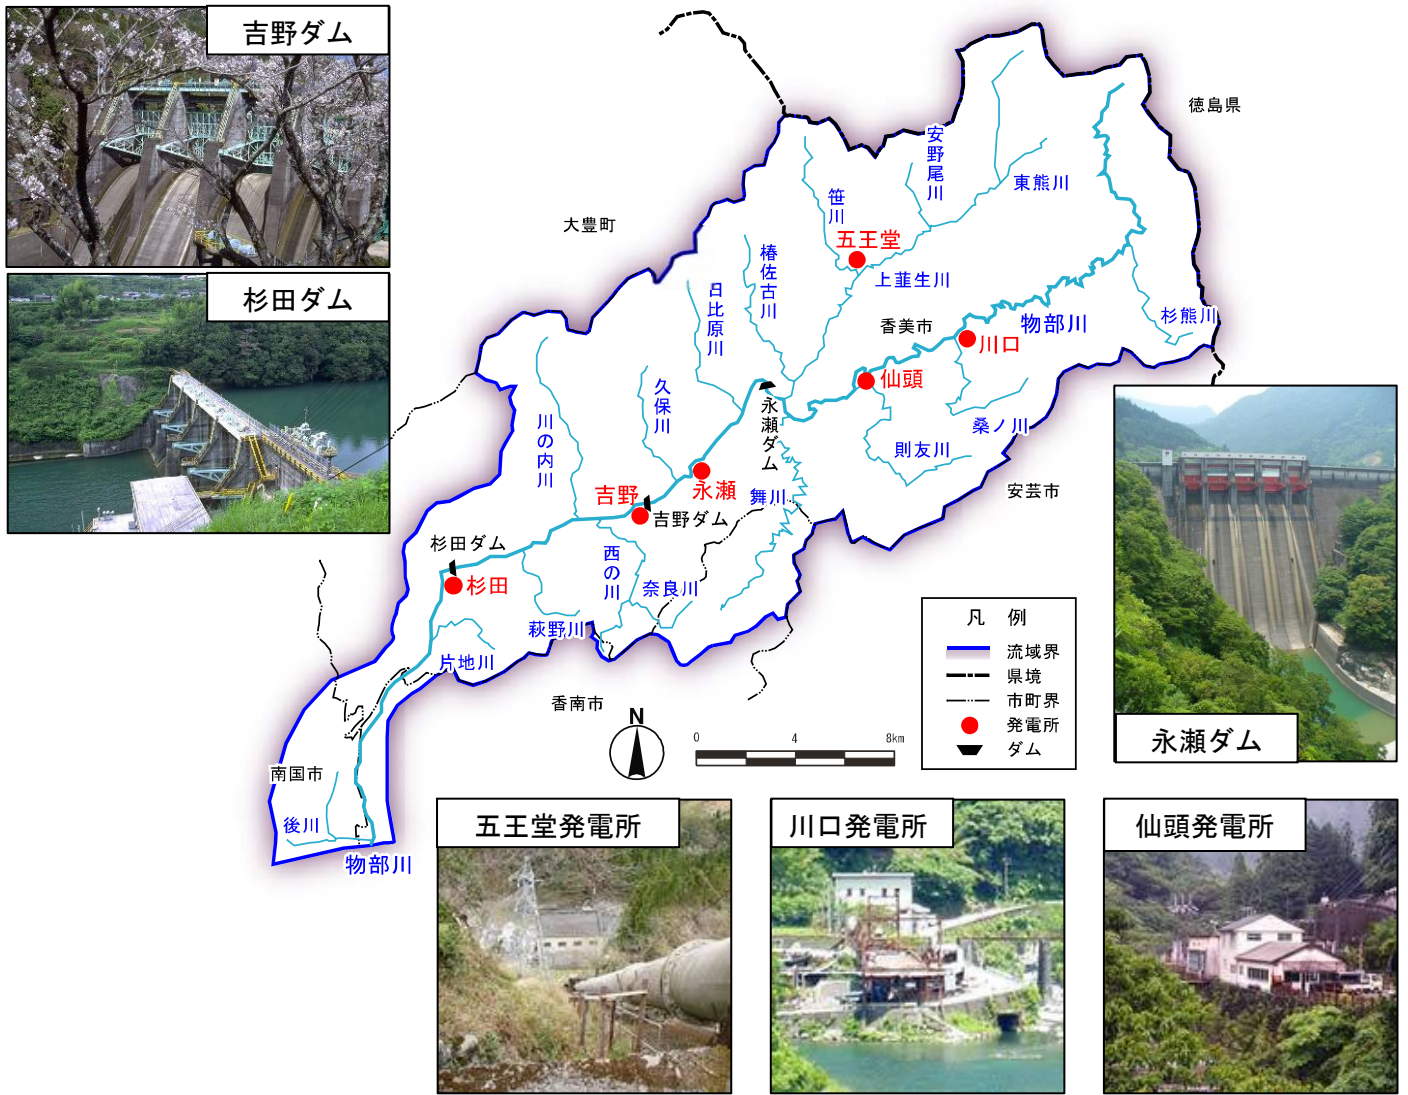 吉野ダム
杉田ダム
徳島県
大豊町
安野尾川
東熊川
笹川
五王堂
椿佐古川
上韮生川
日比原川
香美市
物部川
杉熊川
川口
仙頭
久保川
永瀬ダム
川の内川
桑ノ川
則友川
安芸市
吉野
永瀬
舞川
吉野ダム
杉田ダム
西の川
杉田
奈良川
萩野川
片地川
香南市
南国市
後川
物部川
N
0 4 8km
凡 例
流域界
県境
市町界
発電所
ダム
永瀬ダム
五王堂発電所
川口発電所
仙頭発電所